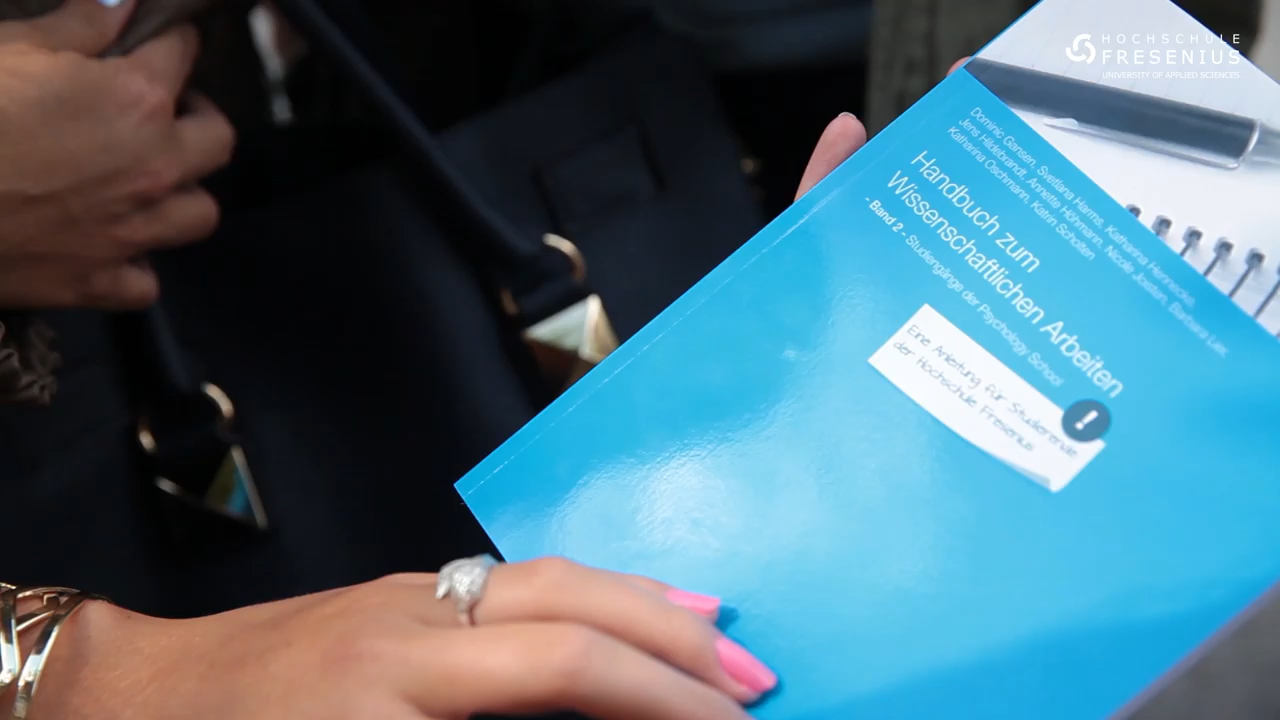 HOCHSCHULE
FRESENIUS
UNIVERSITY OF APPLIED SCIENCES
Dominic Gansen, Svetlana Harms, Katharina Hennecke,
Jens Hildebrandt, Annette Höhmann, Nicole Joisten, Barbara Lier,
Katharina Oschmann, Katrin Scholten
Handbuch zum
Wissenschaftlichen Arbeiten
- Band 2 - Studiengänge der Psychology School
Eine Anleitung für Studierende
der Hochschule Fresenius
!